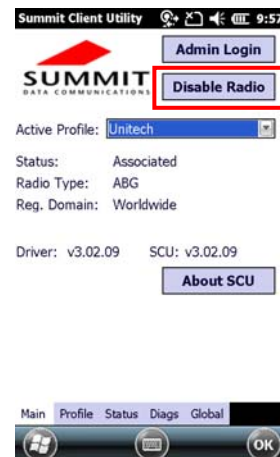 Summit Client Utility 9:57
Admin Login
SUMMIT
DATA COMMUNICATIONS
Disable Radio
Active Profile: Unitech
Status: Associated
Radio Type: ABG
Reg. Domain: Worldwide
Driver: v3.02.09 SCU: v3.02.09
About SCU
Main Profile Status Diags Global
OK